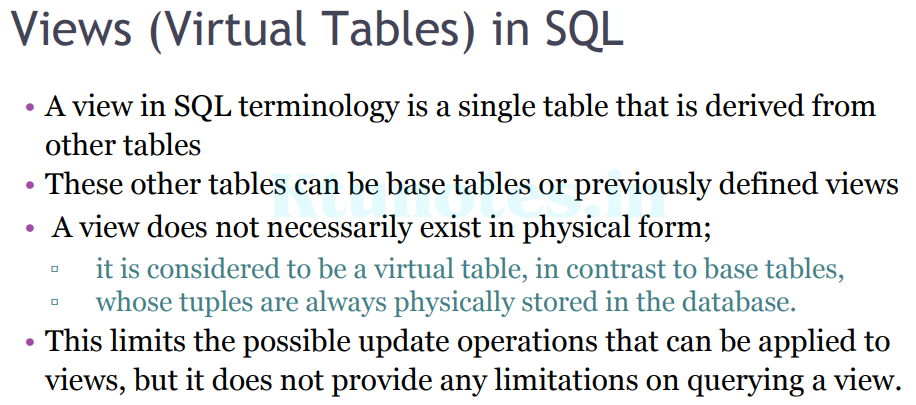 Views (Virtual Tables) in SQL
• A view in SQL terminology is a single table that is derived from
other tables
• These other tables can be base tables or previously defined views
Ktunotes.in
• A view does not necessarily exist in physical form;
▫ it is considered to be a virtual table, in contrast to base tables,
▫ whose tuples are always physically stored in the database.
• This limits the possible update operations that can be applied to
views, but it does not provide any limitations on querying a view.